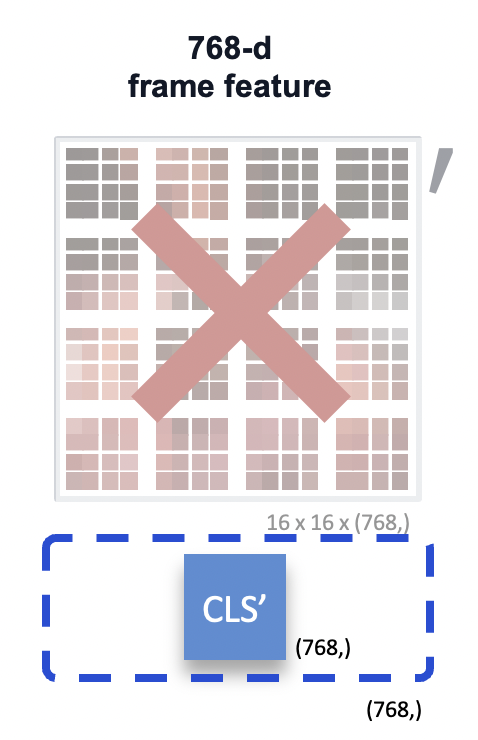 768-d
frame feature
′
16 x 16 x (768,)
CLS’
(768,)
(768,)